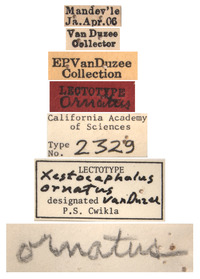 Mandev'le
Ja. Apr. 06
Van Duzee
Collector
EPVanDuzee
Collection
LECTOTYPE
ornatus
California Academy
of Sciences
Type
No. 2329
LECTOTYPE
Xestocephalus
ornatus
designated VanDuzee
P.S. Cwikla
ornatus